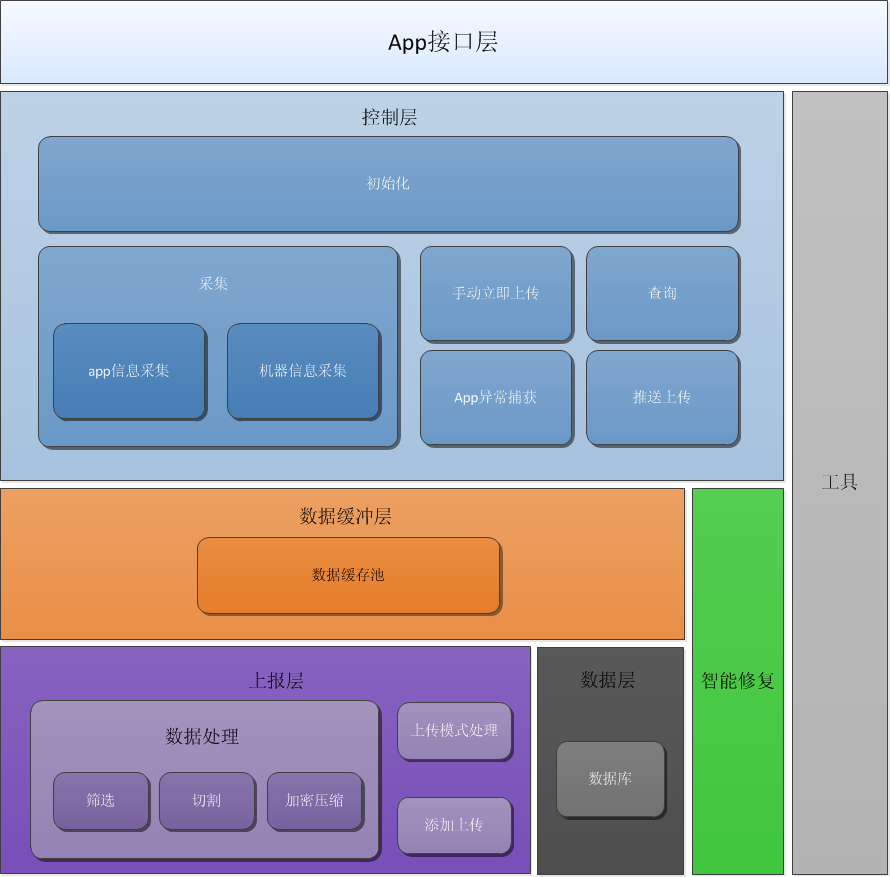 App接口层
控制层
初始化
采集
app信息采集
机器信息采集
手动立即上传
查询
App异常捕获
推送上传
工具
数据缓冲层
数据缓存池
智能修复
上报层
数据处理
筛选
切割
加密压缩
上传模式处理
添加上传
数据层
数据库